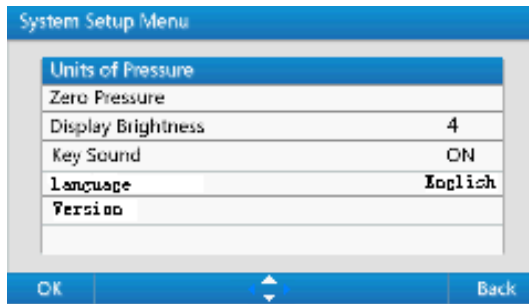 System Setup Menu
Units of Pressure
Zero Pressure
Display Brightness 4
Key Sound ON
Language English
Version
OK Back